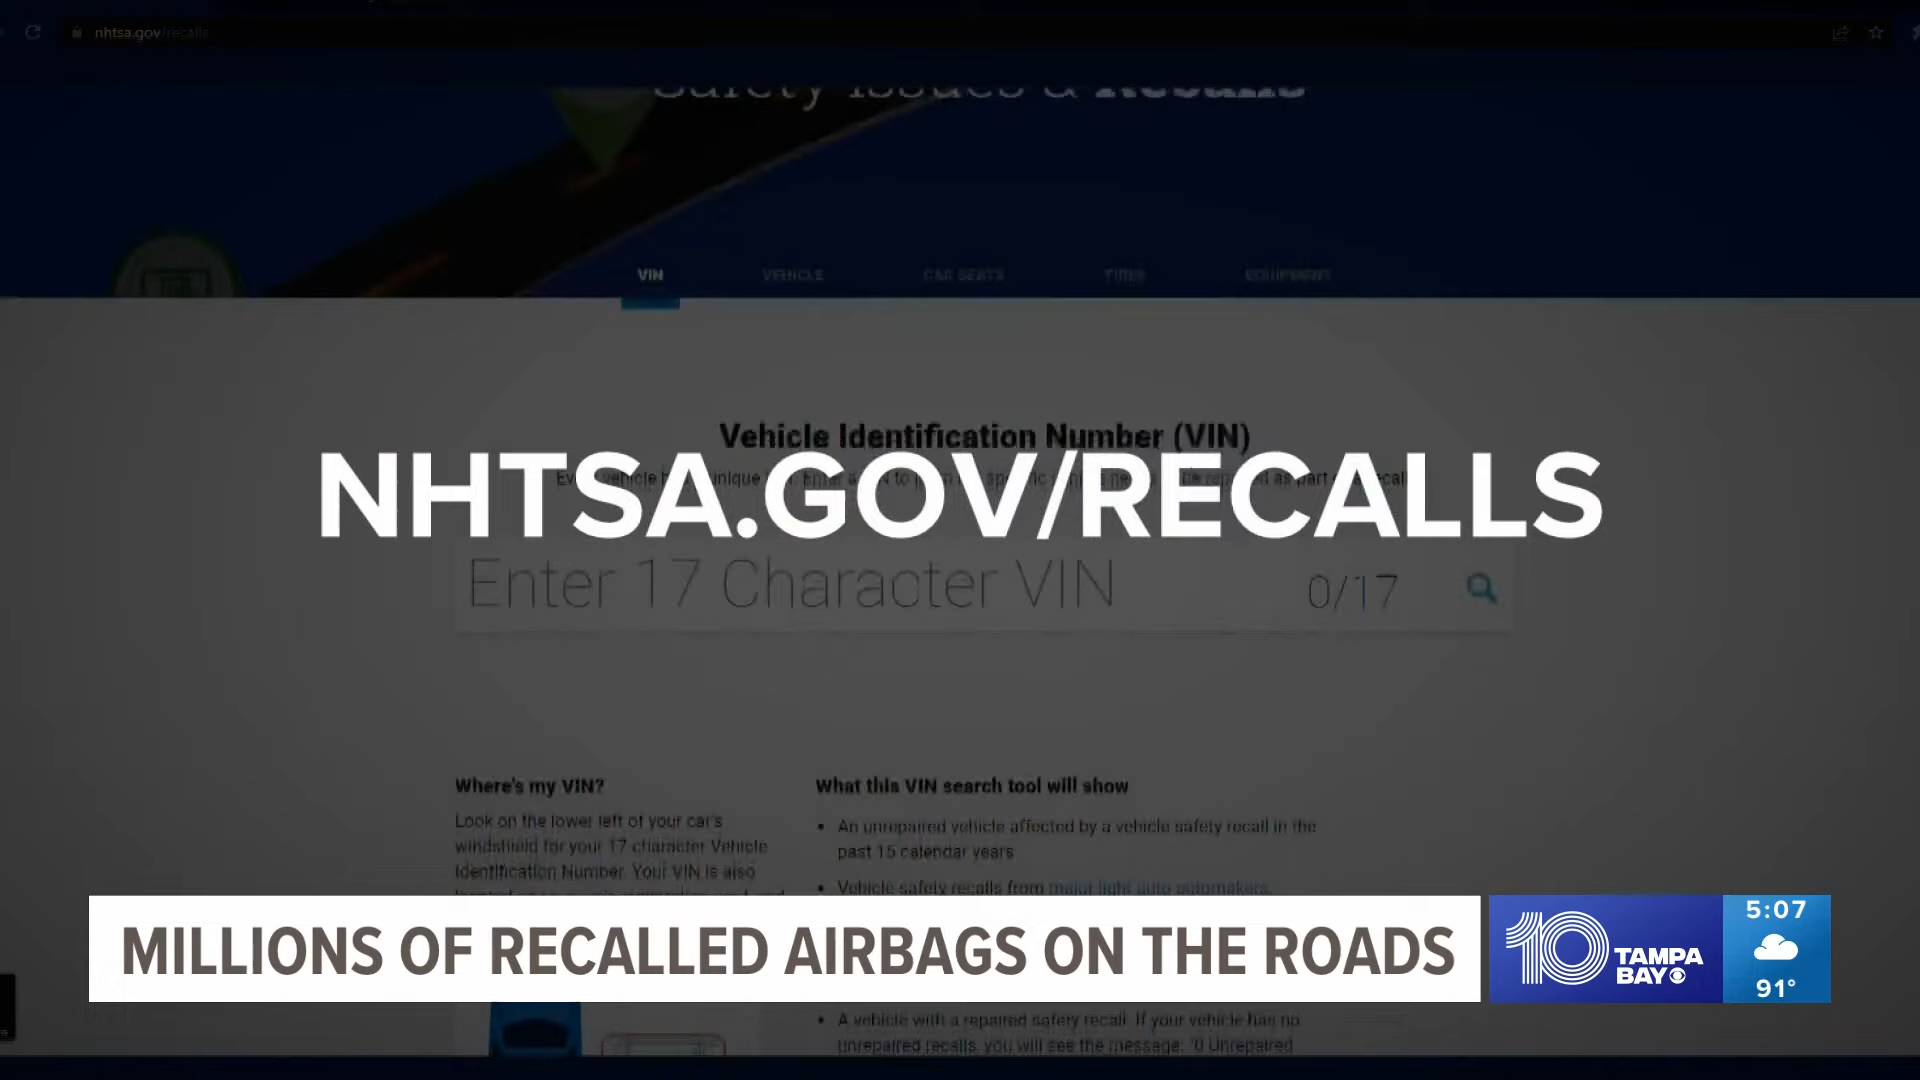 nhtsa.gov/recalls
Safety Issues & Recalls
VIN VEHICLE CAR SEATS TIRES EQUIPMENT
Vehicle Identification Number (VIN)
NHTSA.GOV/RECALLS
Enter 17 Character VIN 0/17
Where's my VIN?
Look on the lower left of your car's
windshield for your 17 character Vehicle
Identification Number. Your VIN is also
What this VIN search tool will show
• An unrepaired vehicle affected by a vehicle safety recall in the
past 15 calendar years
• Vehicle safety recalls from major light auto automakers,
MILLIONS OF RECALLED AIRBAGS ON THE ROADS
10 TAMPA
BAY
5:07
91°
• A vehicle with a repaired safety recall. If your vehicle has no
unrepaired recalls, you will see the message: "0 Unrepaired